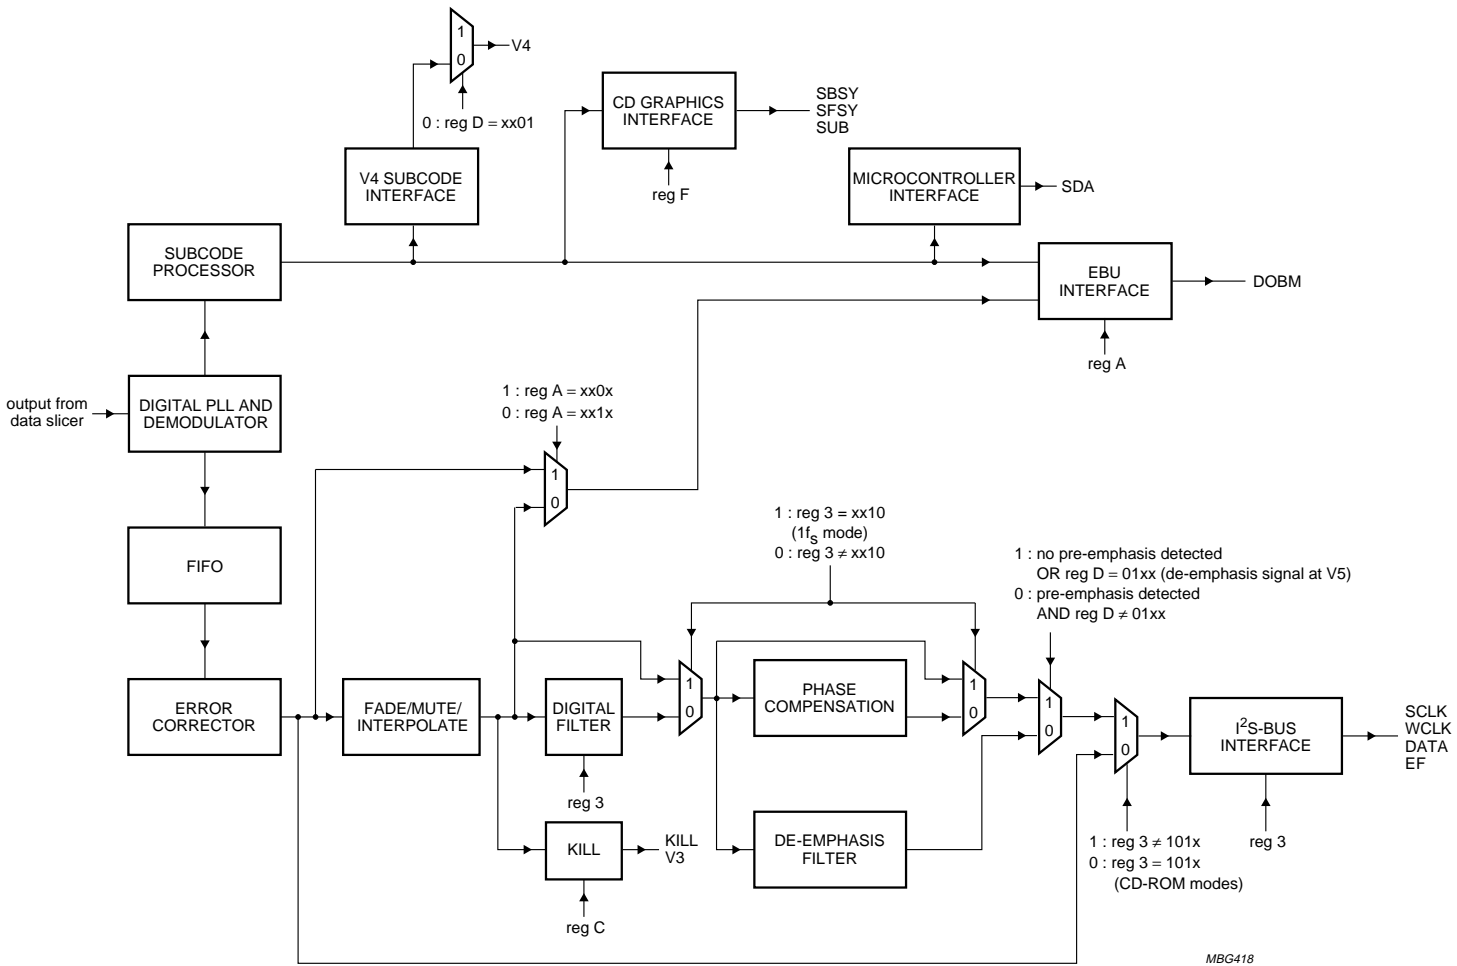 1
0
V4
0 : reg D = xx01
CD GRAPHICS
INTERFACE
SBSY
SFSY
SUB
reg F
V4 SUBCODE
INTERFACE
MICROCONTROLLER
INTERFACE
SDA
SUBCODE
PROCESSOR
EBU
INTERFACE
DOBM
reg A
output from
data slicer
DIGITAL PLL AND
DEMODULATOR
1 : reg A = xx0x
0 : reg A = xx1x
1
0
FIFO
1 : reg 3 = xx10
(1fs mode)
0 : reg 3 ≠ xx10
1 : no pre-emphasis detected
OR reg D = 01xx (de-emphasis signal at V5)
0 : pre-emphasis detected
AND reg D ≠ 01xx
ERROR
CORRECTOR
FADE/MUTE/
INTERPOLATE
DIGITAL
FILTER
reg 3
1
0
PHASE
COMPENSATION
1
0
1
0
1
0
I2S-BUS
INTERFACE
SCLK
WCLK
DATA
EF
reg 3
KILL
KILL
V3
reg C
DE-EMPHASIS
FILTER
1 : reg 3 ≠ 101x
0 : reg 3 = 101x
(CD-ROM modes)
MBG418